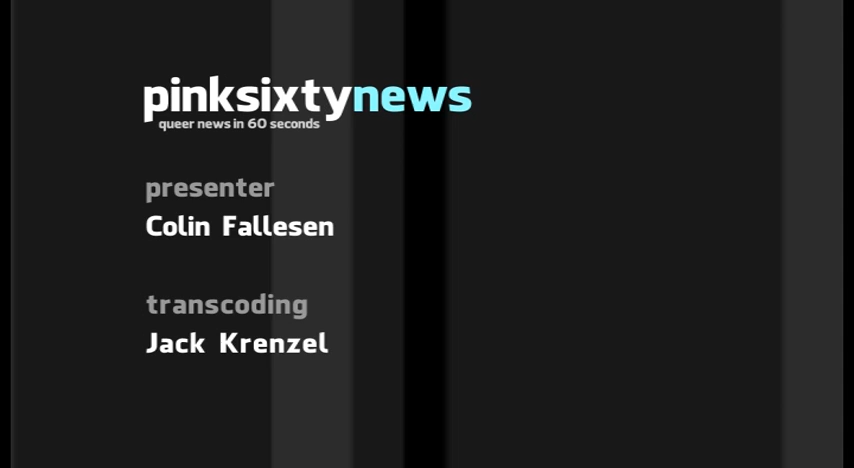 pinksixtynews
queer news in 60 seconds
presenter
Colin Fallesen
transcoding
Jack Krenzel